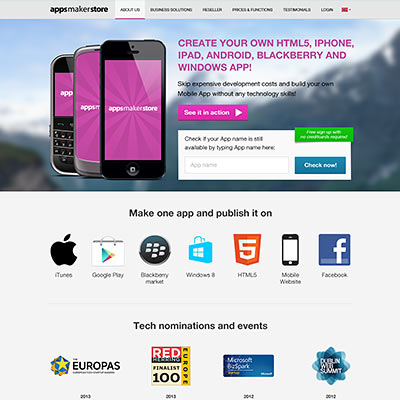 appsmakerstore
ABOUT US
BUSINESS SOLUTIONS
RESELLER
PRICES & FUNCTIONS
TESTIMONIALS
LOGIN
CREATE YOUR OWN HTML5, IPHONE,
IPAD, ANDROID, BLACKBERRY AND
WINDOWS APP!
Skip expensive development costs and build your own
Mobile App without any technology skills!
See it in action
appsmakerstore
Free sign up with
no creditcards required
Check if your App name is still
available by typing App name here:
App name
Check now!
Make one app and publish it on
iTunes
Google Play
Blackberry
market
Windows 8
HTML5
Mobile
Website
Facebook
Tech nominations and events
THE
EUROPAS
EUROPEAN TECH STARTUP AWARDS
RED
HERRING
EUROPE
FINALIST
100
Microsoft
BizSpark
DUBLIN
WEB
SUMMIT
2013
2013
2012
2012